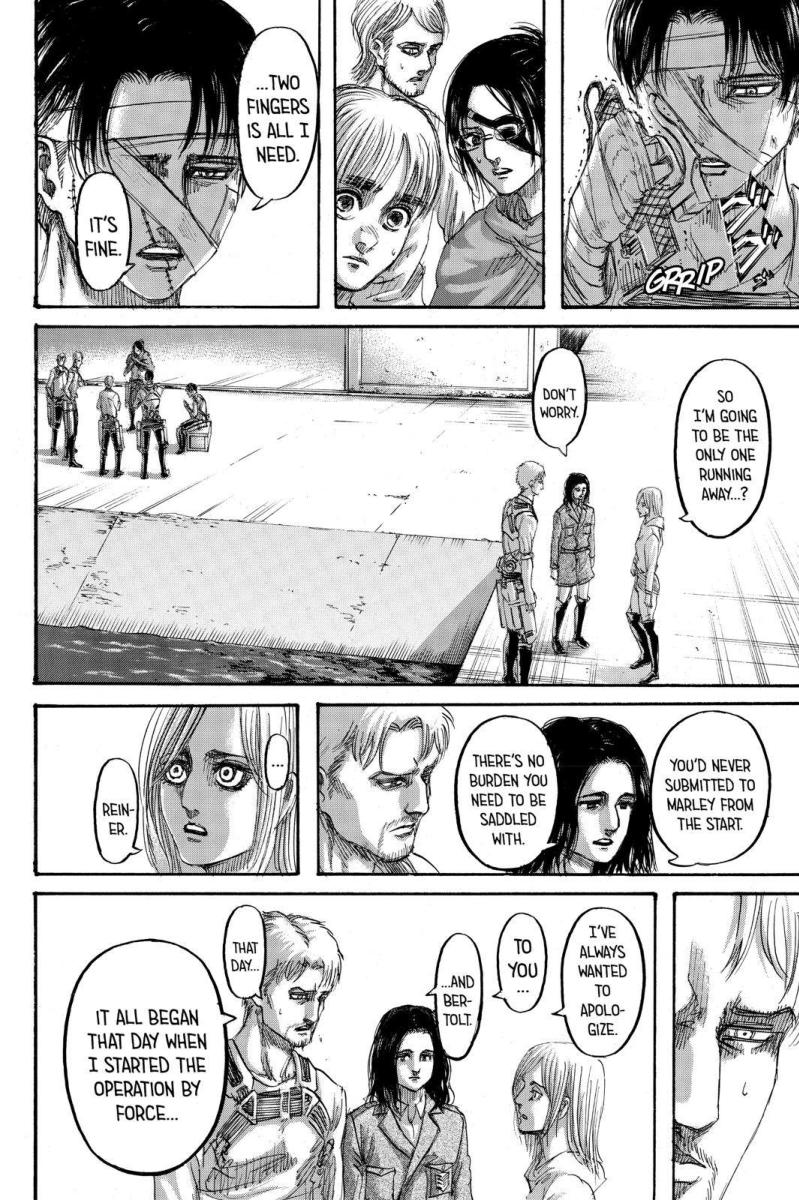 GRRIP
...TWO
FINGERS
IS ALL I
NEED.
IT'S
FINE.
SO
I'M GOING
TO BE THE
ONLY ONE
RUNNING
AWAY...?
DON'T
WORRY.
YOU'D NEVER
SUBMITTED TO
MARLEY FROM
THE START.
THERE'S NO
BURDEN YOU
NEED TO BE
SADDLED
WITH.
...
REIN-
ER.
I'VE
ALWAYS
WANTED
TO
APOLO-
GIZE.
TO
YOU
...
...AND
BER-
TOLT.
THAT
DAY...
IT ALL BEGAN
THAT DAY WHEN
I STARTED THE
OPERATION BY
FORCE...